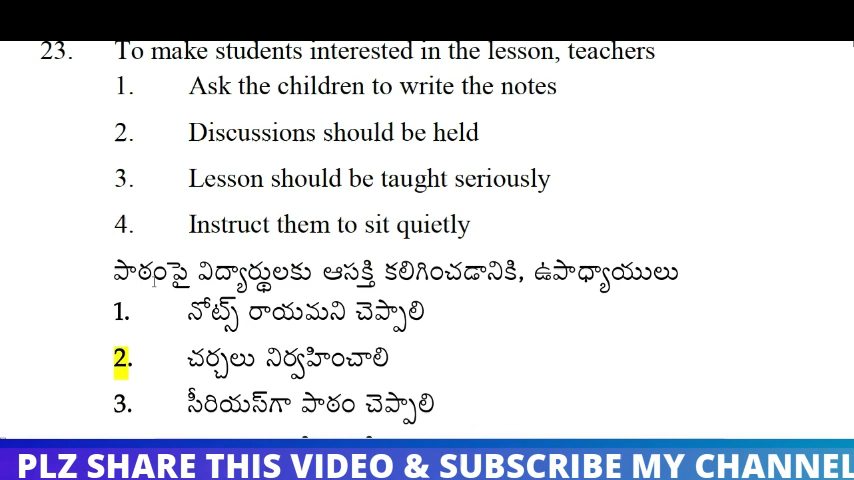 23. To make students interested in the lesson, teachers
1. Ask the children to write the notes
2. Discussions should be held
3. Lesson should be taught seriously
4. Instruct them to sit quietly
పాఠంపై విద్యార్థులకు ఆసక్తి కలిగించడానికి, ఉపాధ్యాయులు
1. నోట్స్ రాయమని చెప్పాలి
2. చర్చలు నిర్వహించాలి
3. సీరియస్‌గా పాఠం చెప్పాలి
PLZ SHARE THIS VIDEO & SUBSCRIBE MY CHANNEL